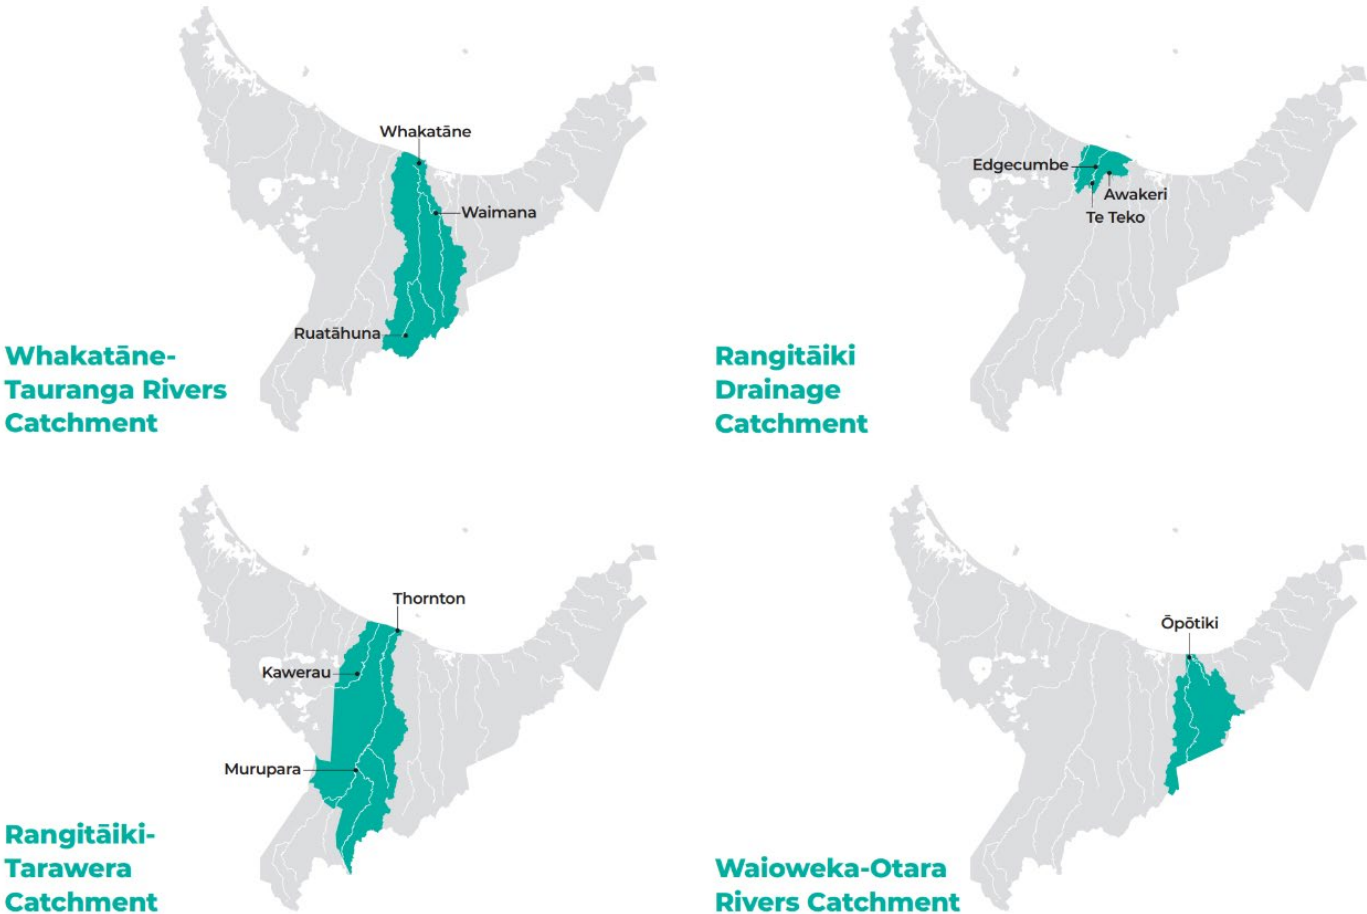 Whakatāne
Waimana
Ruatāhuna
Whakatāne-
Tauranga Rivers
Catchment
Edgecumbe
Awakeri
Te Teko
Rangitāiki
Drainage
Catchment
Thornton
Kawerau
Murupara
Rangitāiki-
Tarawera
Catchment
Ōpōtiki
Waioweka-Otara
Rivers Catchment